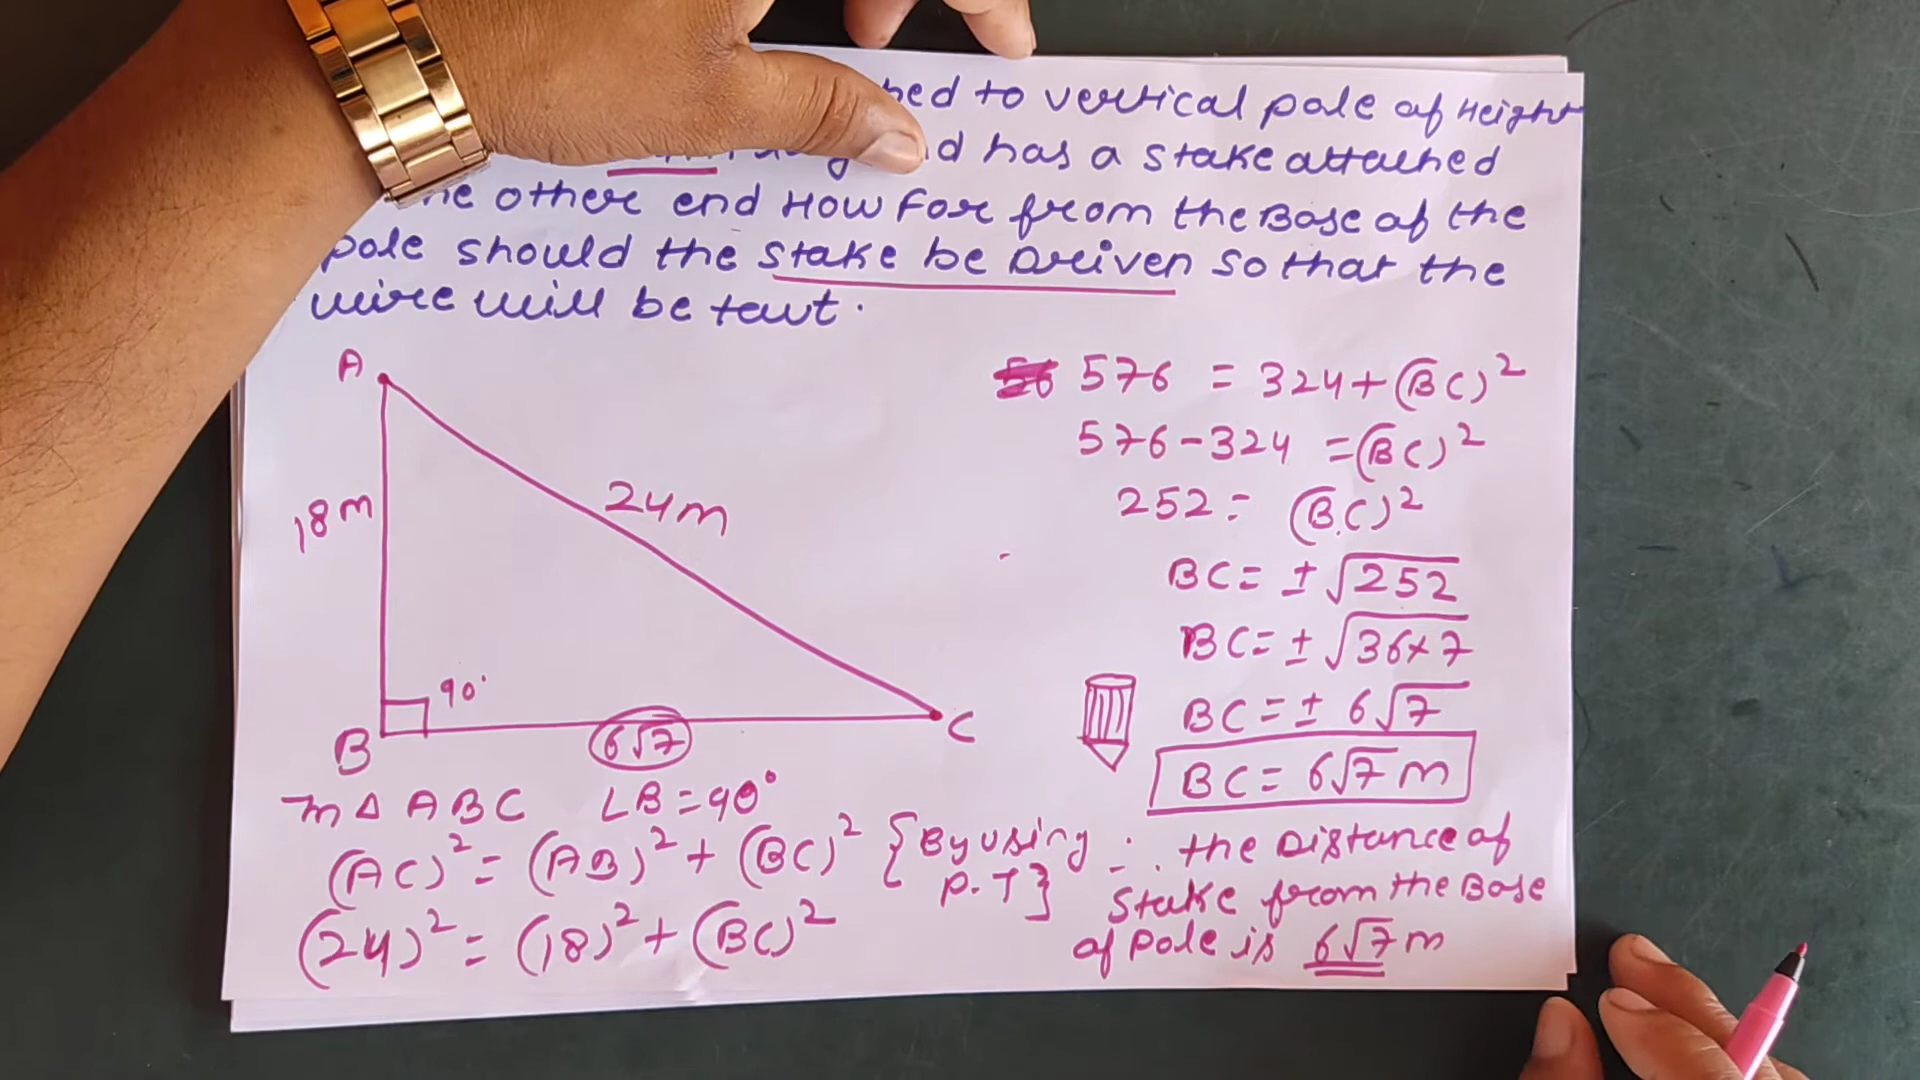 to vertical pole of Height
has a stake attached
other end How For from the Base of the
pole should the stake be Driven so that the
wire will be taut.
A
18m
24m
90°
B
6√7
C
576 = 324+(BC)²
576-324 =(BC)²
252= (BC)²
BC= ±√252
BC= ±√36×7
BC= ± 6√7
BC= 6√7 m
∆ ABC ∠B=90°
(AC)²= (AB)²+ (BC)² {By using
P.T}
(24)²= (18)²+ (BC)²
∴ the Distance of
Stake from the Base
of Pole is 6√7 m